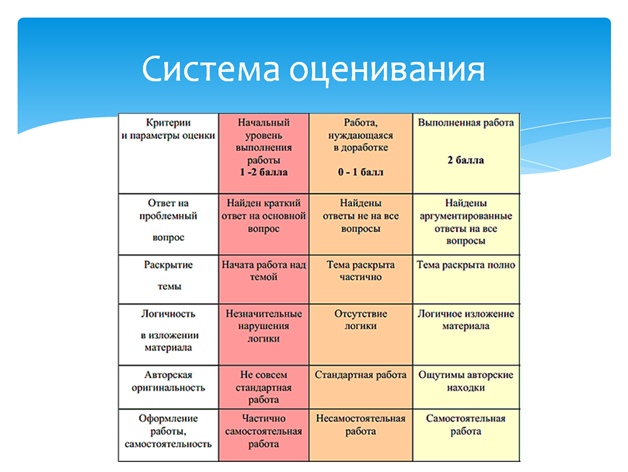 Система оценивания
Критерии
и параметры оценки
Начальный
уровень
выполнения
работы
1 -2 балла
Работа,
нуждающаяся
в доработке
0 - 1 балл
Выполненная работа
2 балла
Ответ на
проблемный
вопрос
Найден краткий
ответ на основной
вопрос
Найдены
ответы не на все
вопросы
Найдены
аргументированные
ответы на все
вопросы
Раскрытие
темы
Начата работа над
темой
Тема раскрыта
частично
Тема раскрыта полно
Логичность
в изложении
материала
Незначительные
нарушения
логики
Отсутствие
логики
Логичное изложение
материала
Авторская
оригинальность
Не совсем
стандартная
работа
Стандартная работа
Ощутимы авторские
находки
Оформление
работы,
самостоятельность
Частично
самостоятельная
работа
Несамостоятельная
работа
Самостоятельная
работа